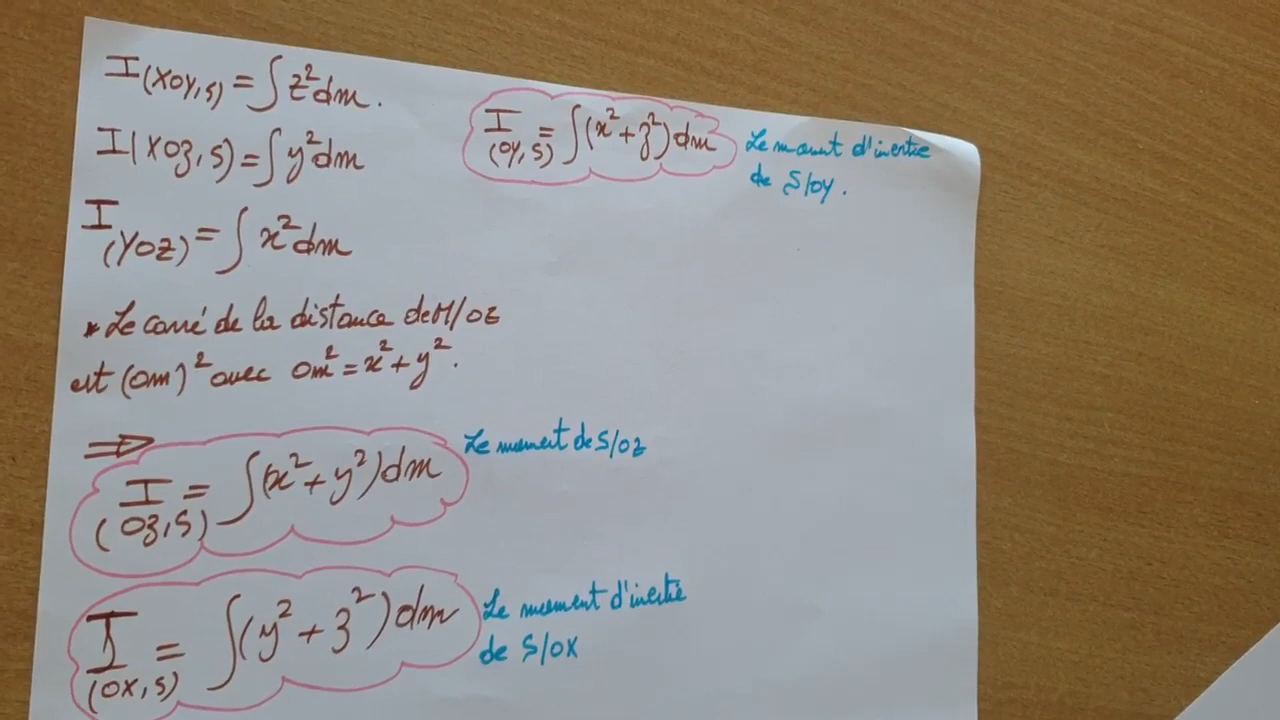 I(XOY,S) = ∫z²dm.
I(XOz,S) = ∫y²dm
I(YOZ) = ∫x²dm
* Le carré de la distance de M/OZ
est (Om)² avec Om² = x² + y².
⇒ I(Oz,S) = ∫(x² + y²)dm
Le moment de S/Oz
I(OX,S) = ∫(y² + z²)dm
Le moment d'inertie
de S/OX
I(OY,S) = ∫(x² + z²)dm
Le momt d'inertie
de S/OY.